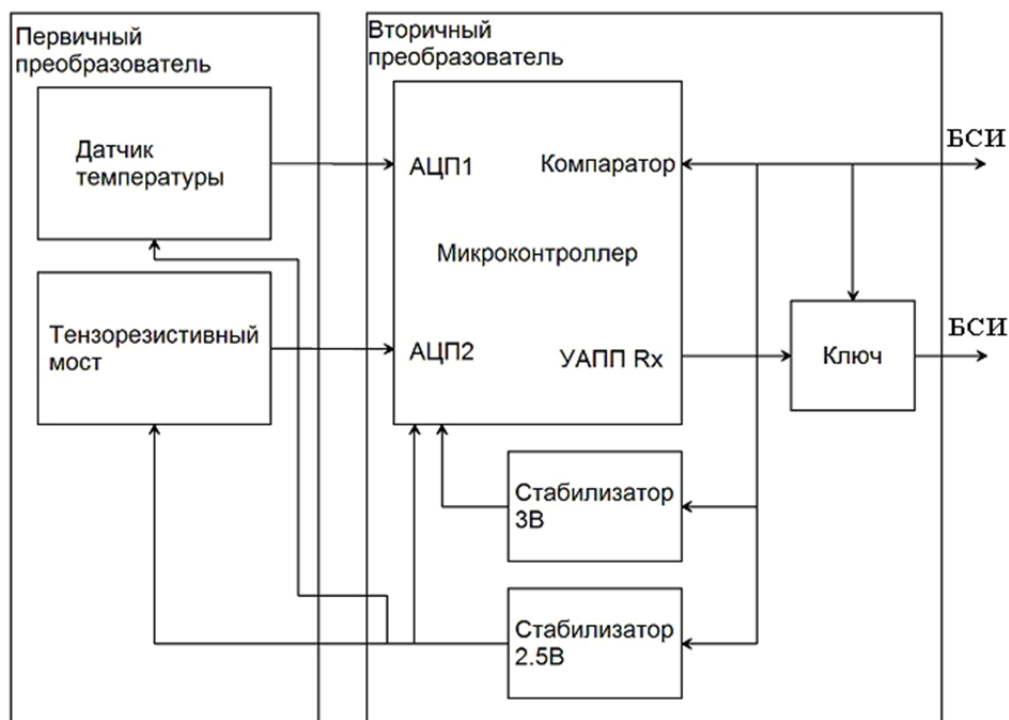 Первичный
преобразователь
Вторичный
преобразователь
Датчик
температуры
АЦП1
Компаратор
БСИ
Микроконтроллер
Тензорезистивный
мост
АЦП2
УАПП Rx
Ключ
БСИ
Стабилизатор
3В
Стабилизатор
2.5В